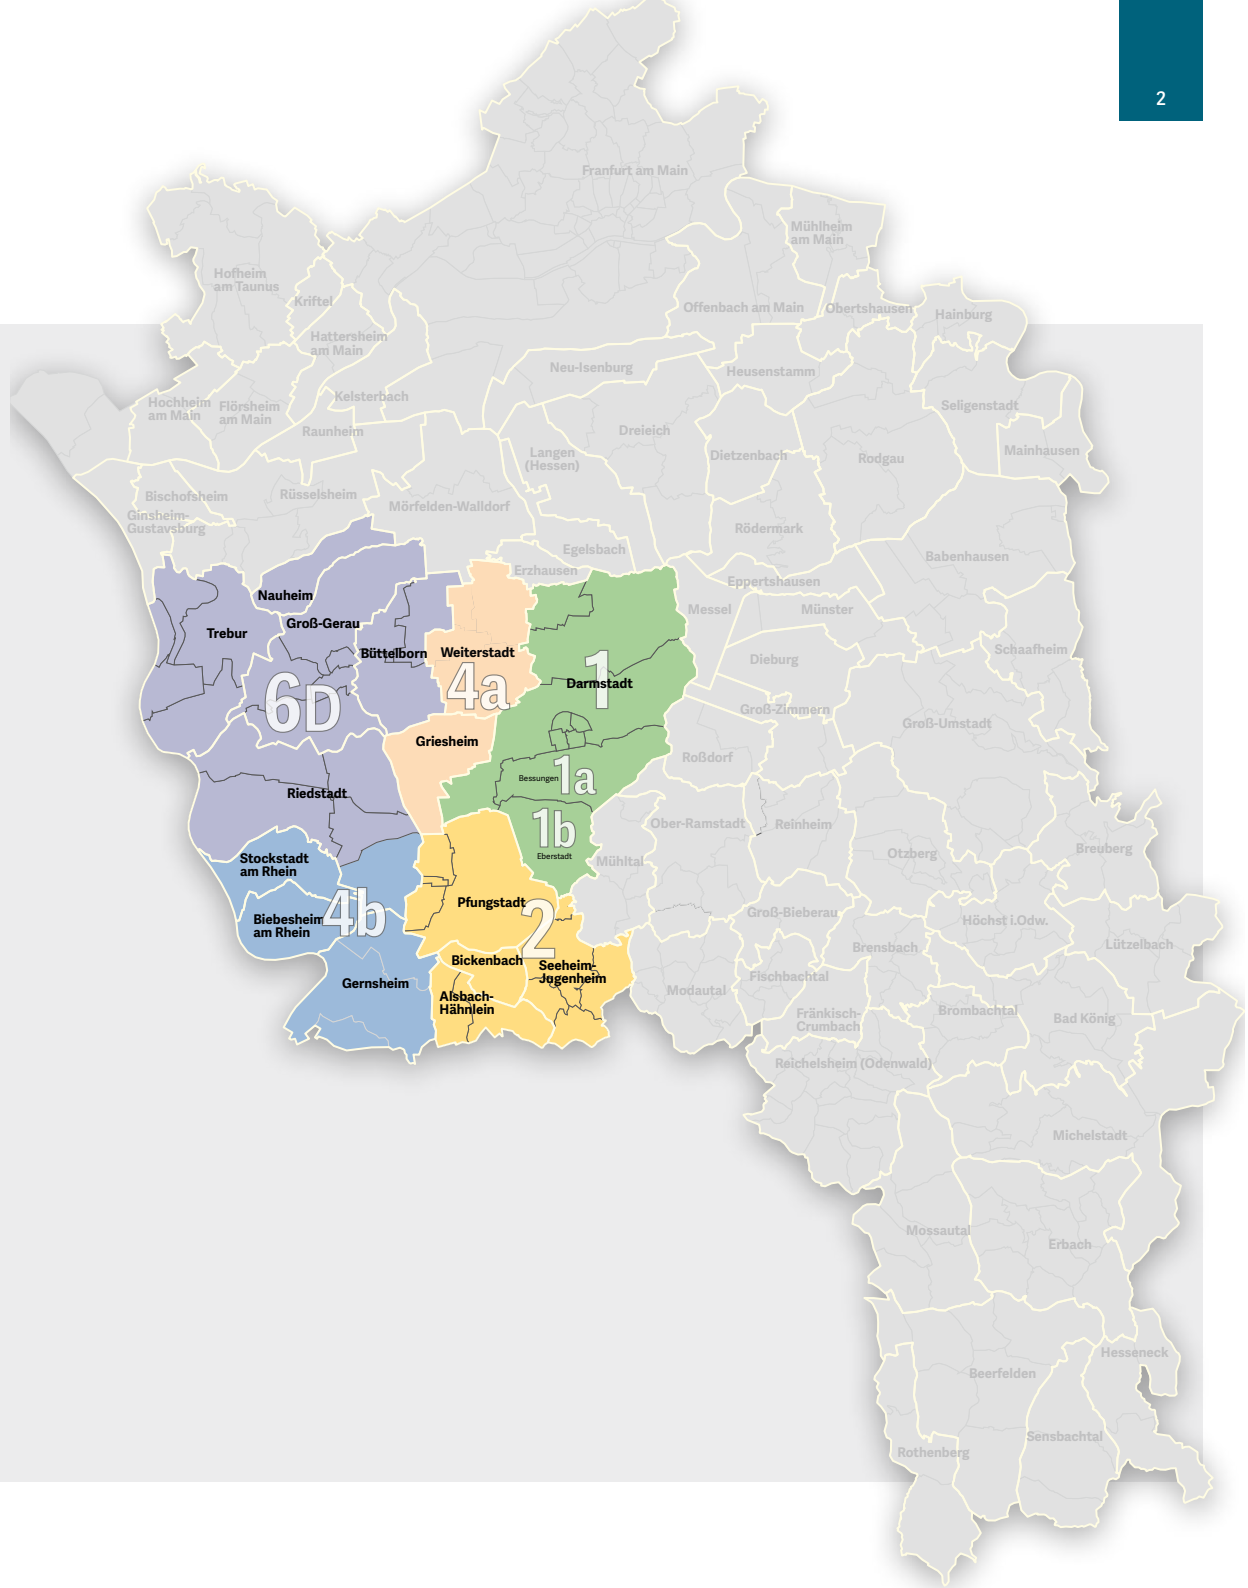 2
Franfurt am Main
Mühlheim
am Main
Hofheim
am Taunus
Kriftel
Offenbach am Main
Obertshausen
Hainburg
Hattersheim
am Main
Neu-Isenburg
Heusenstamm
Kelsterbach
Hochheim
am Main
Flörsheim
am Main
Seligenstadt
Raunheim
Dreieich
Langen
(Hessen)
Dietzenbach
Rodgau
Mainhausen
Bischofsheim
Rüsselsheim
Mörfelden-Walldorf
Ginsheim-
Gustavsburg
Rödermark
Egelsbach
Babenhausen
Erzhausen
Eppertshausen
Nauheim
Messel
Münster
Groß-Gerau
Trebur
Büttelborn
Weiterstadt
Schaafheim
Dieburg
1
Darmstadt
4a
6D
Groß-Zimmern
Groß-Umstadt
Griesheim
Roßdorf
Bessungen
1a
Riedstadt
1b
Ober-Ramstadt
Reinheim
Eberstadt
Stockstadt
am Rhein
Mühltal
Otzberg
Breuberg
Pfungstadt
4b
Biebesheim
am Rhein
2
Groß-Bieberau
Höchst i.Odw.
Brensbach
Lützelbach
Bickenbach
Seeheim-
Jugenheim
Fischbachtal
Gernsheim
Modautal
Alsbach-
Hähnlein
Fränkisch-
Crumbach
Brombachtal
Bad König
Reichelsheim (Odenwald)
Michelstadt
Mossautal
Erbach
Hesseneck
Beerfelden
Sensbachtal
Rothenberg